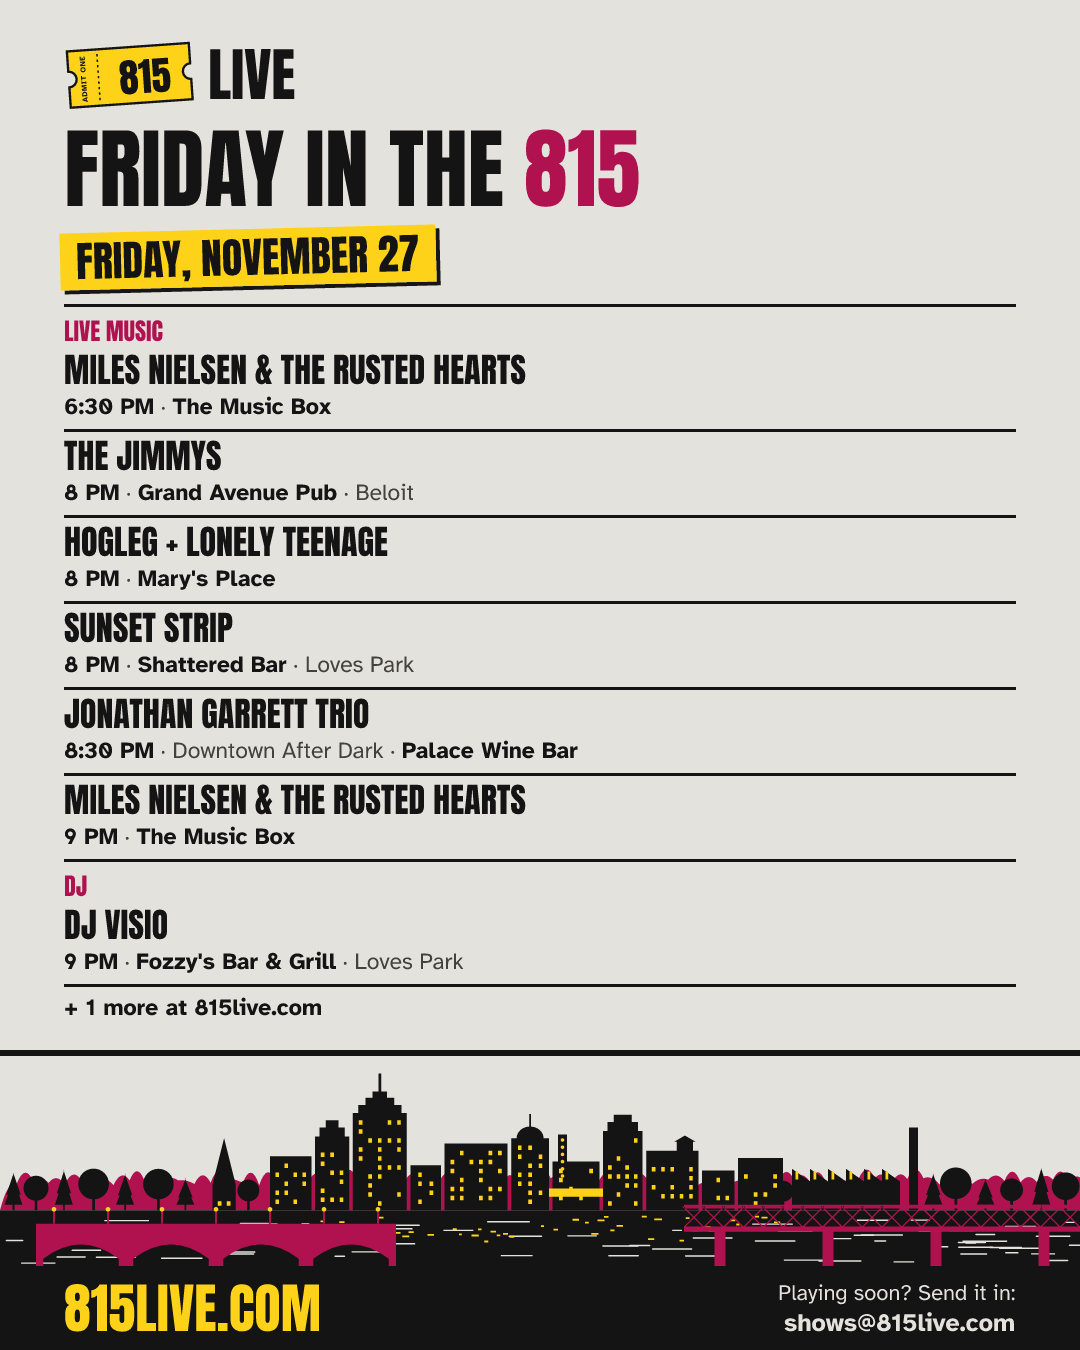 ADMIT ONE 815 LIVE
FRIDAY IN THE 815
FRIDAY, NOVEMBER 27
LIVE MUSIC
MILES NIELSEN & THE RUSTED HEARTS
6:30 PM · The Music Box
THE JIMMYS
8 PM · Grand Avenue Pub · Beloit
HOGLEG + LONELY TEENAGE
8 PM · Mary's Place
SUNSET STRIP
8 PM · Shattered Bar · Loves Park
JONATHAN GARRETT TRIO
8:30 PM · Downtown After Dark · Palace Wine Bar
MILES NIELSEN & THE RUSTED HEARTS
9 PM · The Music Box
DJ
DJ VISIO
9 PM · Fozzy's Bar & Grill · Loves Park
+ 1 more at 815live.com
815LIVE.COM
Playing soon? Send it in:
shows@815live.com